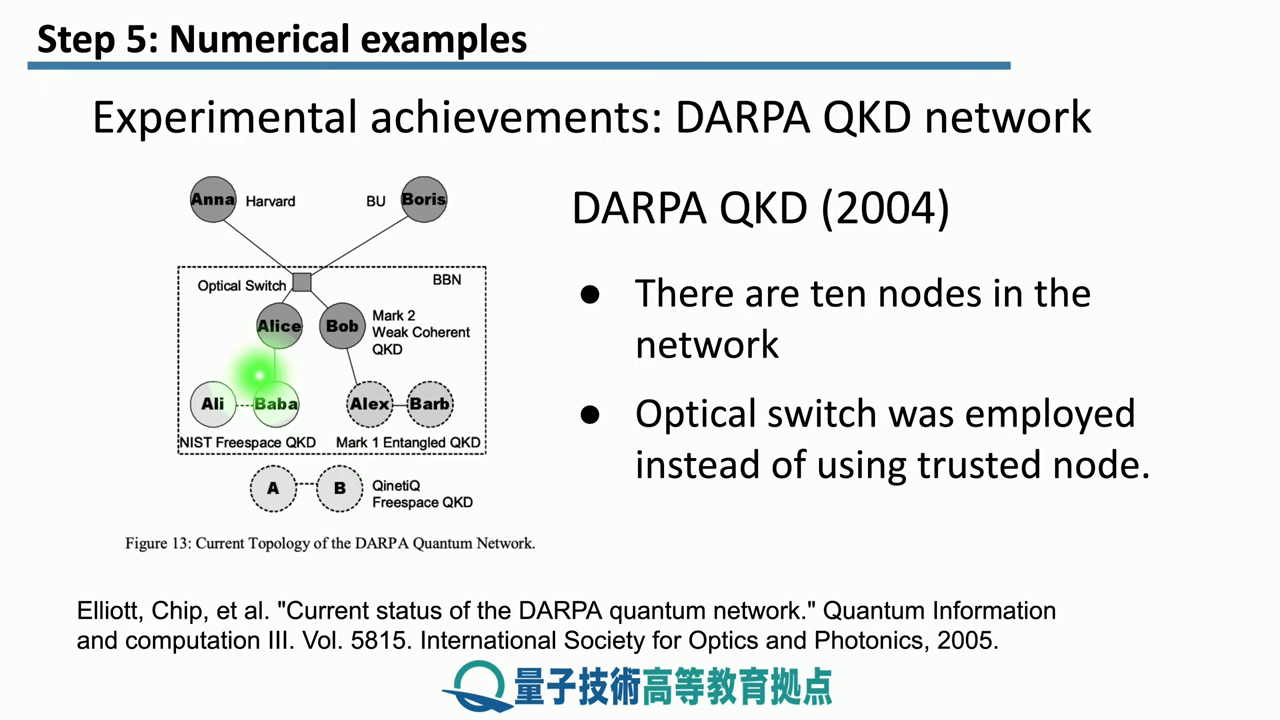 Step 5: Numerical examples
Experimental achievements: DARPA QKD network
Anna Harvard BU Boris
Optical Switch BBN
Alice Bob Mark 2
Weak Coherent
QKD
Ali Baba Alex Barb
NIST Freespace QKD Mark 1 Entangled QKD
A B QinetiQ
Freespace QKD
Figure 13: Current Topology of the DARPA Quantum Network.
DARPA QKD (2004)
● There are ten nodes in the
network
● Optical switch was employed
instead of using trusted node.
Elliott, Chip, et al. "Current status of the DARPA quantum network." Quantum Information
and computation III. Vol. 5815. International Society for Optics and Photonics, 2005.
量子技術高等教育拠点